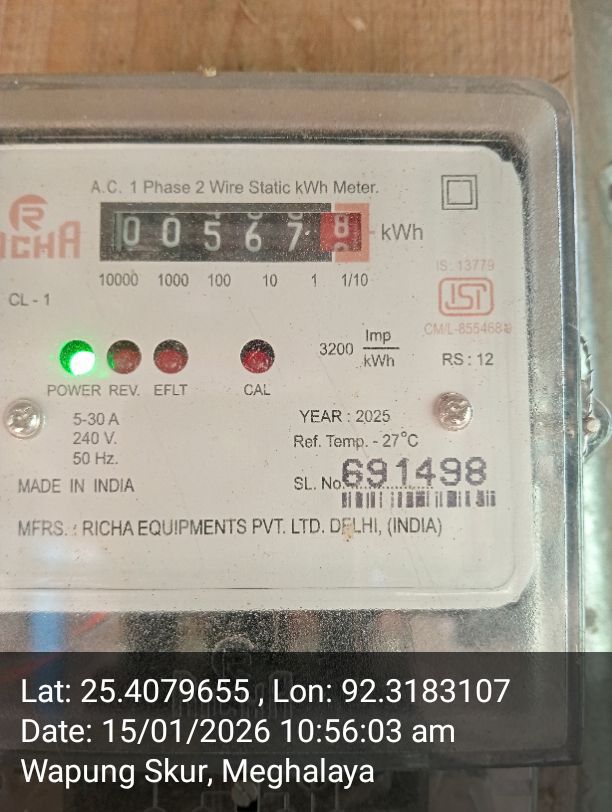 A.C. 1 Phase 2 Wire Static kWh Meter.
R
RICHA
0 0 5 6 7 8 kWh
10000 1000 100 10 1 1/10
IS: 13779
ISI
CL - 1
3200 Imp/kWh
RS : 12
POWER REV. EFLT CAL
5-30 A
240 V.
50 Hz.
YEAR : 2025
Ref. Temp. - 27°C
MADE IN INDIA
SL. No. 691498
MFRS. : RICHA EQUIPMENTS PVT. LTD. DELHI, (INDIA)
Lat: 25.4079655 , Lon: 92.3183107
Date: 15/01/2026 10:56:03 am
Wapung Skur, Meghalaya